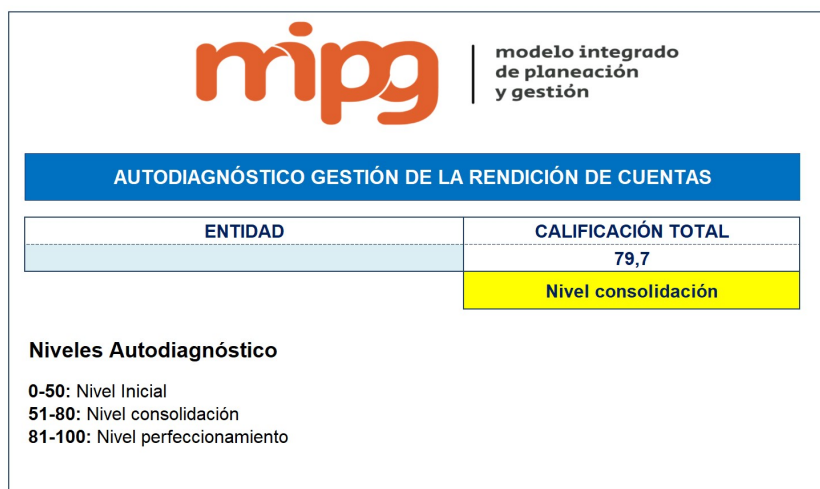 mipg
modelo integrado
de planeación
y gestión
AUTODIAGNÓSTICO GESTIÓN DE LA RENDICIÓN DE CUENTAS
ENTIDAD
CALIFICACIÓN TOTAL
79,7
Nivel consolidación
Niveles Autodiagnóstico
0-50: Nivel Inicial
51-80: Nivel consolidación
81-100: Nivel perfeccionamiento